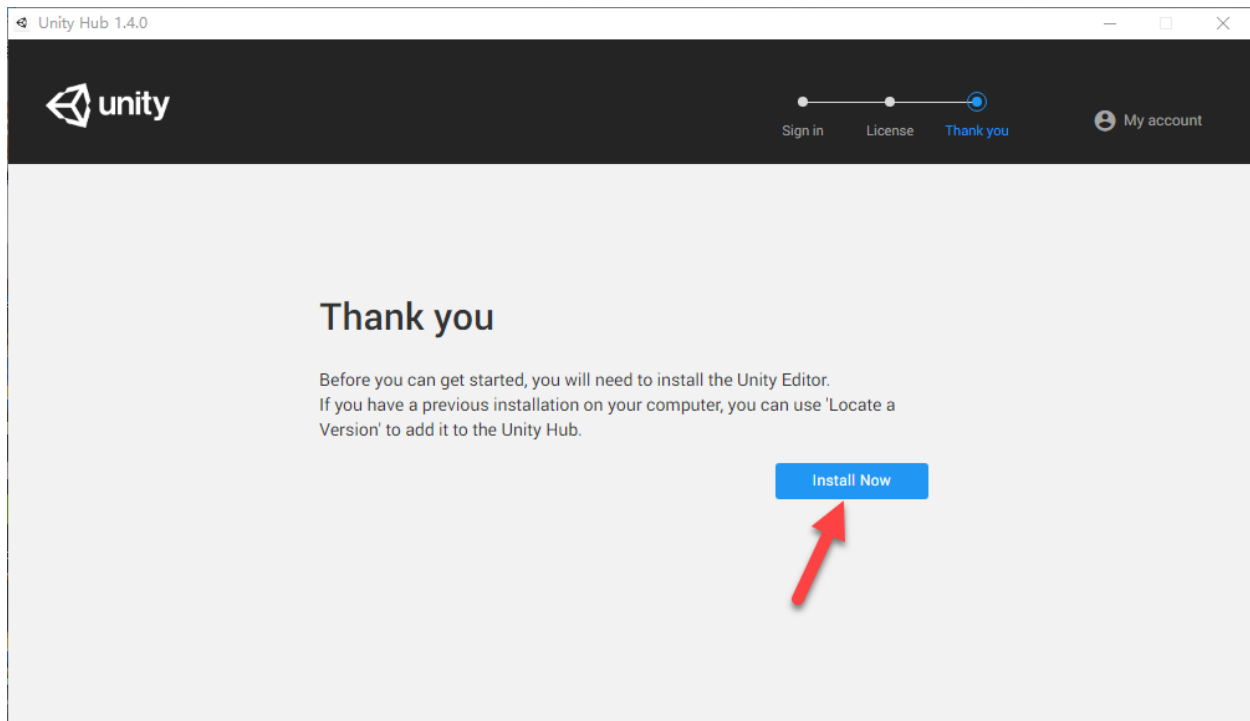 Unity Hub 1.4.0
unity
Sign in
License
Thank you
My account
Thank you
Before you can get started, you will need to install the Unity Editor.
If you have a previous installation on your computer, you can use 'Locate a
Version' to add it to the Unity Hub.
Install Now